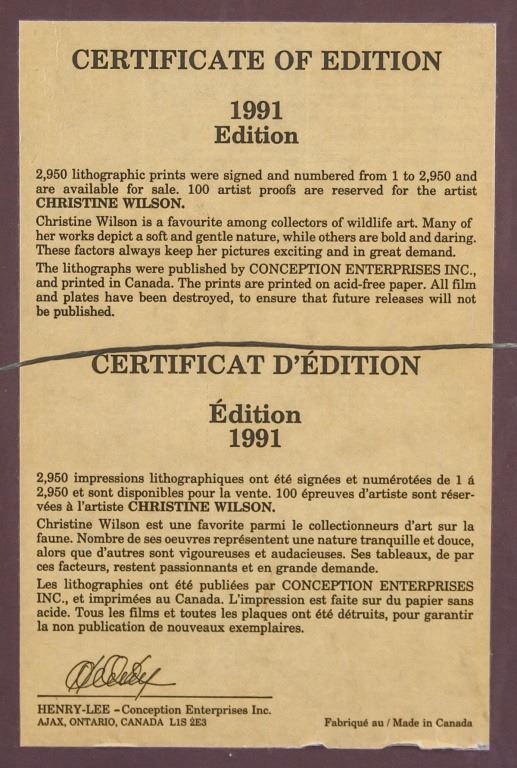 CERTIFICATE OF EDITION
1991
Edition
2,950 lithographic prints were signed and numbered from 1 to 2,950 and
are available for sale. 100 artist proofs are reserved for the artist
CHRISTINE WILSON.
Christine Wilson is a favourite among collectors of wildlife art. Many of
her works depict a soft and gentle nature, while others are bold and daring.
These factors always keep her pictures exciting and in great demand.
The lithographs were published by CONCEPTION ENTERPRISES INC.,
and printed in Canada. The prints are printed on acid-free paper. All film
and plates have been destroyed, to ensure that future releases will not
be published.
CERTIFICAT D'ÉDITION
Édition
1991
2,950 impressions lithographiques ont été signées et numérotées de 1 á
2,950 et sont disponibles pour la vente. 100 épreuves d'artiste sont réser-
vées à l'artiste CHRISTINE WILSON.
Christine Wilson est une favorite parmi le collectionneurs d'art sur la
faune. Nombre de ses oeuvres représentent une nature tranquille et douce,
alors que d'autres sont vigoureuses et audacieuses. Ses tableaux, de par
ces facteurs, restent passionnants et en grande demande.
Les lithographies ont été publiées par CONCEPTION ENTERPRISES
INC., et imprimées au Canada. L'impression est faite sur du papier sans
acide. Tous les films et toutes les plaques ont été détruits, pour garantir
la non publication de nouveaux exemplaires.
HENRY-LEE - Conception Enterprises Inc.
AJAX, ONTARIO, CANADA L1S 2E3
Fabriqué au / Made in Canada